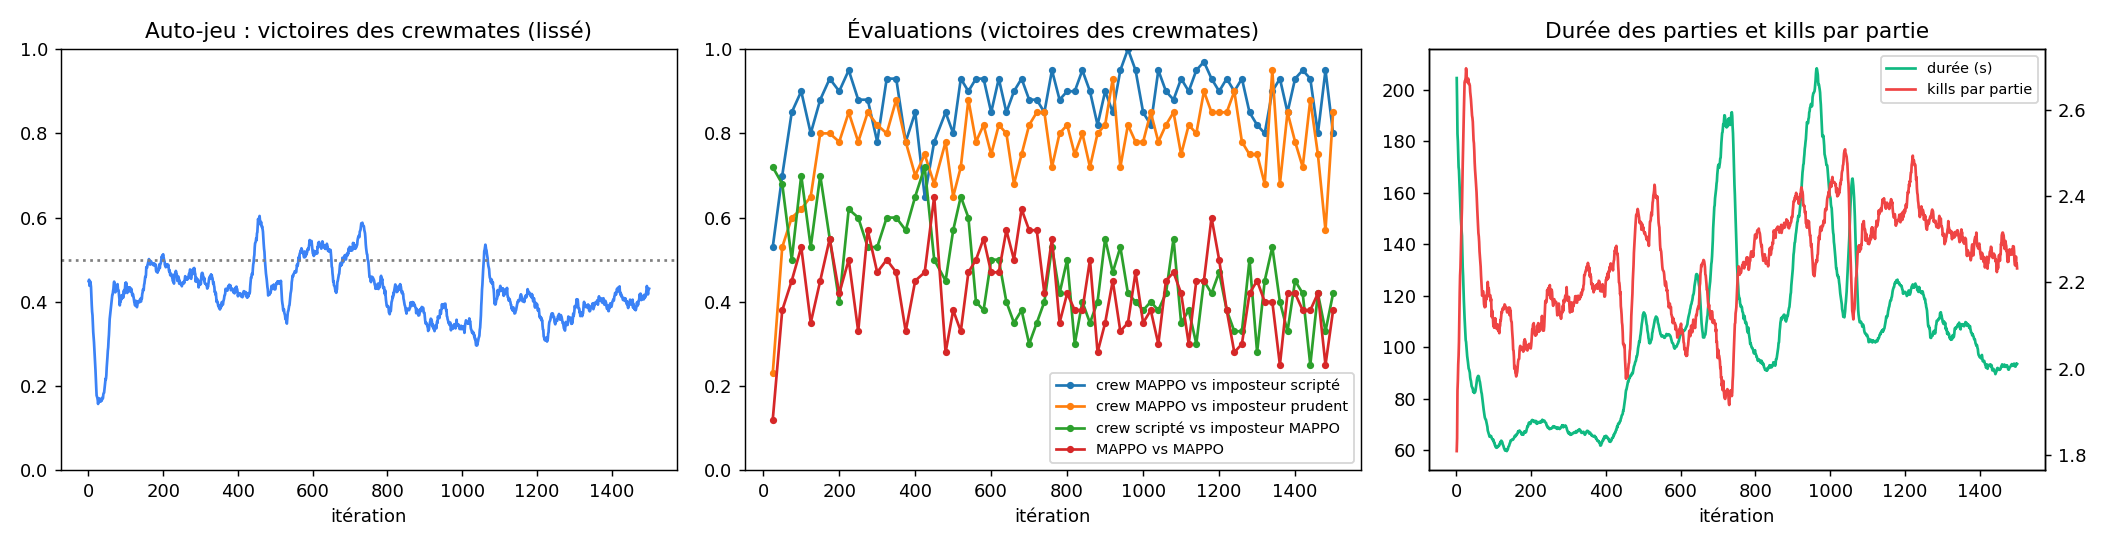 Auto-jeu : victoires des crewmates (lissé)
1.0
0.8
0.6
0.4
0.2
0.0
0 200 400 600 800 1000 1200 1400
itération
Évaluations (victoires des crewmates)
1.0
0.8
0.6
0.4
0.2
0.0
crew MAPPO vs imposteur scripté
crew MAPPO vs imposteur prudent
crew scripté vs imposteur MAPPO
MAPPO vs MAPPO
0 200 400 600 800 1000 1200 1400
itération
Durée des parties et kills par partie
durée (s)
kills par partie
200
180
160
140
120
100
80
60
2.6
2.4
2.2
2.0
1.8
0 200 400 600 800 1000 1200 1400
itération